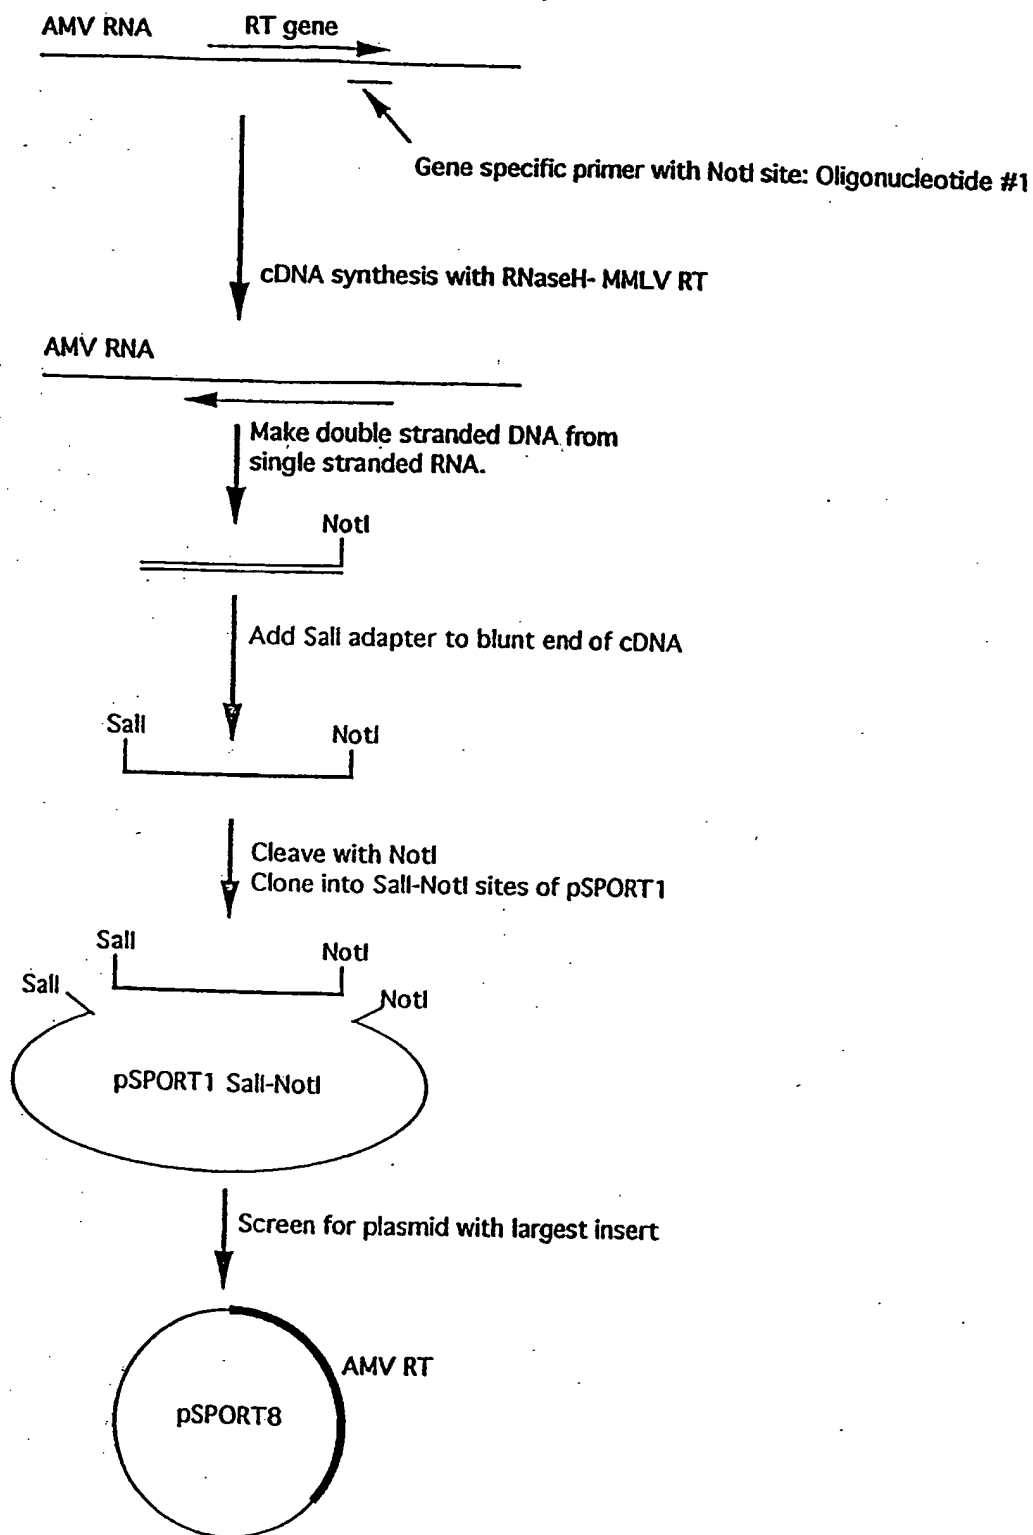 AMV RNA
RT gene
Gene specific primer with NotI site: Oligonucleotide #1
cDNA synthesis with RNaseH- MMLV RT
AMV RNA
Make double stranded DNA from
single stranded RNA.
NotI
Add SalI adapter to blunt end of cDNA
SalI
NotI
Cleave with NotI
Clone into SalI-NotI sites of pSPORT1
SalI
NotI
SalI
NotI
pSPORT1 SalI-NotI
Screen for plasmid with largest insert
AMV RT
pSPORT8